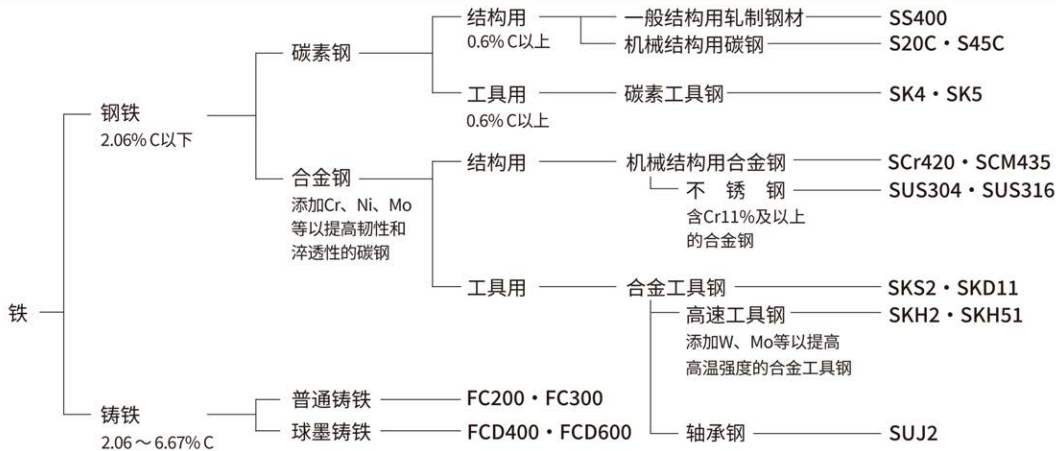 铁
钢铁
2.06% C以下
碳素钢
结构用
0.6% C以上
一般结构用轧制钢材
SS400
机械结构用碳钢
S20C・S45C
工具用
0.6% C以上
碳素工具钢
SK4・SK5
合金钢
添加Cr、Ni、Mo
等以提高韧性和
淬透性的碳钢
结构用
机械结构用合金钢
SCr420・SCM435
不锈钢
含Cr11%及以上
的合金钢
SUS304・SUS316
工具用
合金工具钢
SKS2・SKD11
高速工具钢
添加W、Mo等以提高
高温强度的合金工具钢
SKH2・SKH51
轴承钢
SUJ2
铸铁
2.06～6.67% C
普通铸铁
FC200・FC300
球墨铸铁
FCD400・FCD600